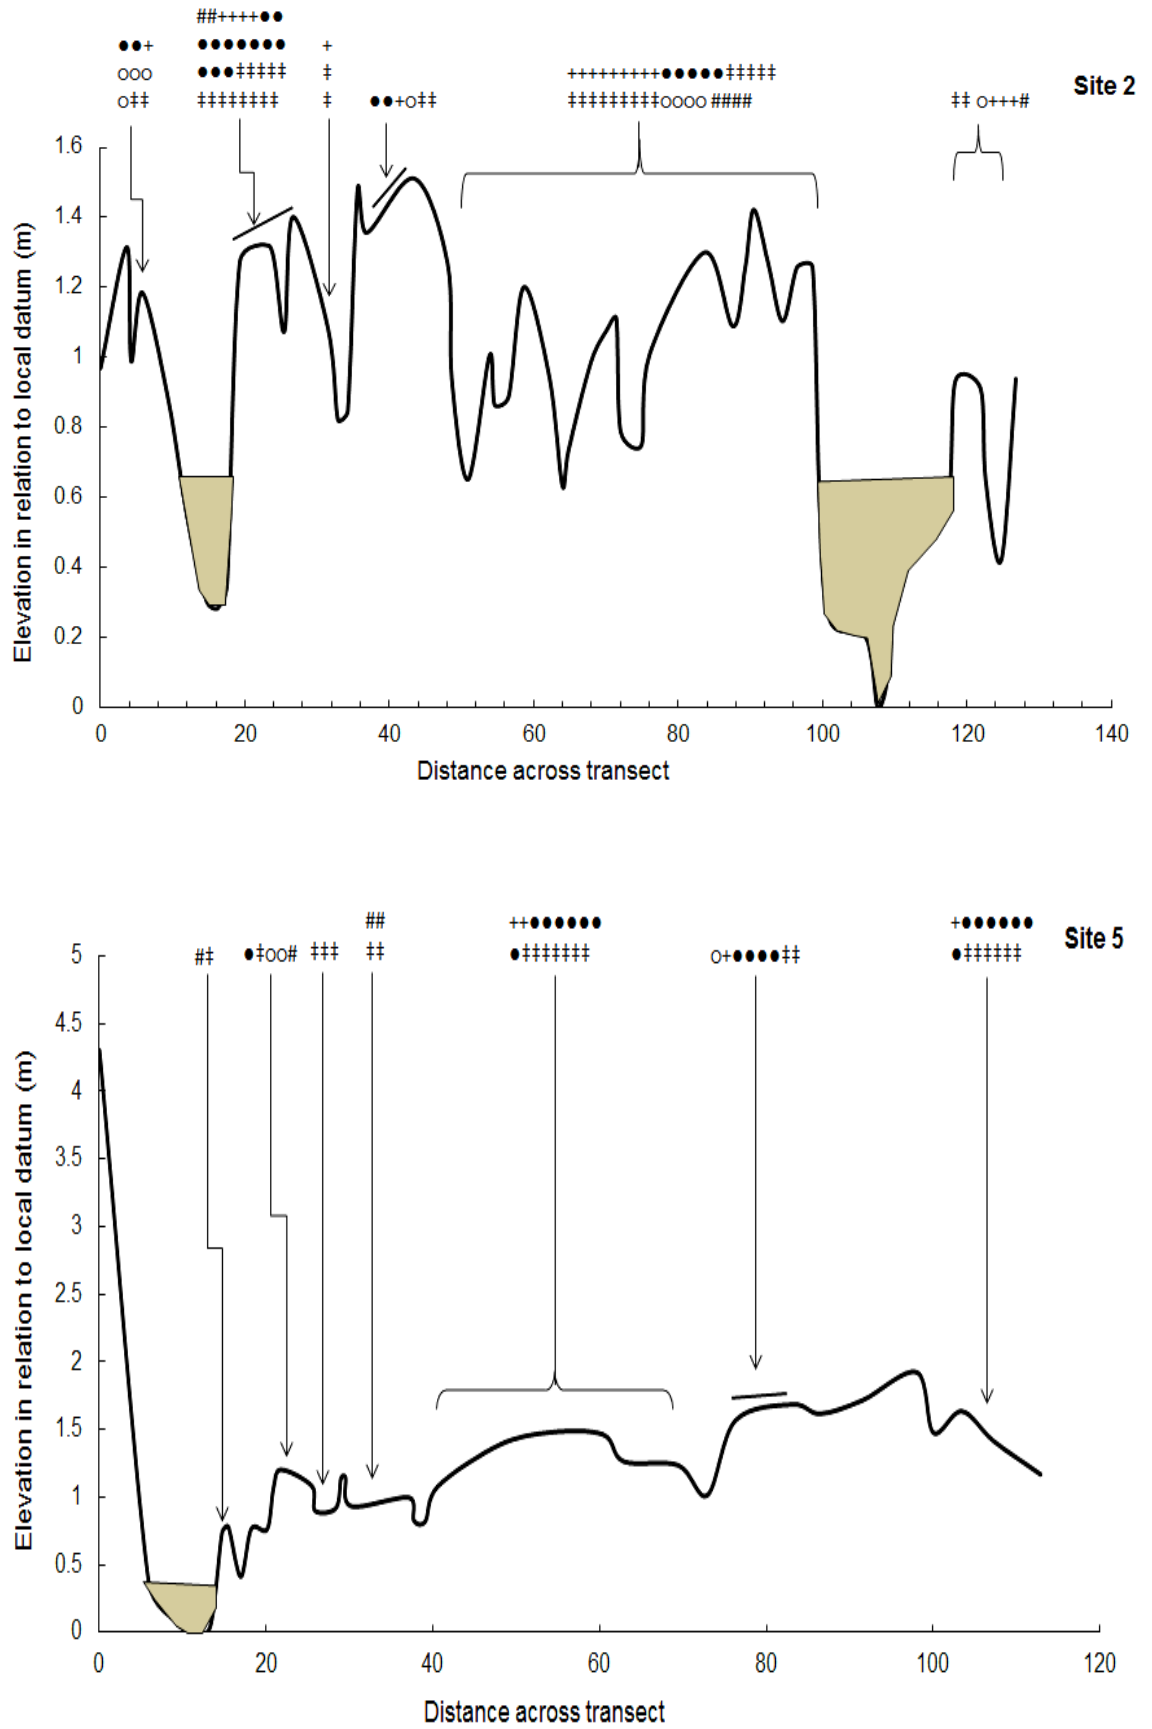 ##++++●●
●●+ ●●●●●●●● +
ooo ●●●‡‡‡‡‡ ‡ +++++++++●●●●●‡‡‡‡‡ Site 2
o‡‡ ‡‡‡‡‡‡‡‡ ‡ ●●+o‡‡ ‡‡‡‡‡‡‡‡‡oooo #### ‡‡ o+++#
1.6
1.4
1.2
1
0.8
0.6
0.4
0.2
0
Elevation in relation to local datum (m)
0 20 40 60 80 100 120 140
Distance across transect
## ++●●●●●● +●●●●●● Site 5
#‡ ●‡oo# ‡‡‡ ‡‡ ●‡‡‡‡‡‡‡ o+●●●●‡‡ ●‡‡‡‡‡‡
5
4.5
4
3.5
3
2.5
2
1.5
1
0.5
0
Elevation in relation to local datum (m)
0 20 40 60 80 100 120
Distance across transect